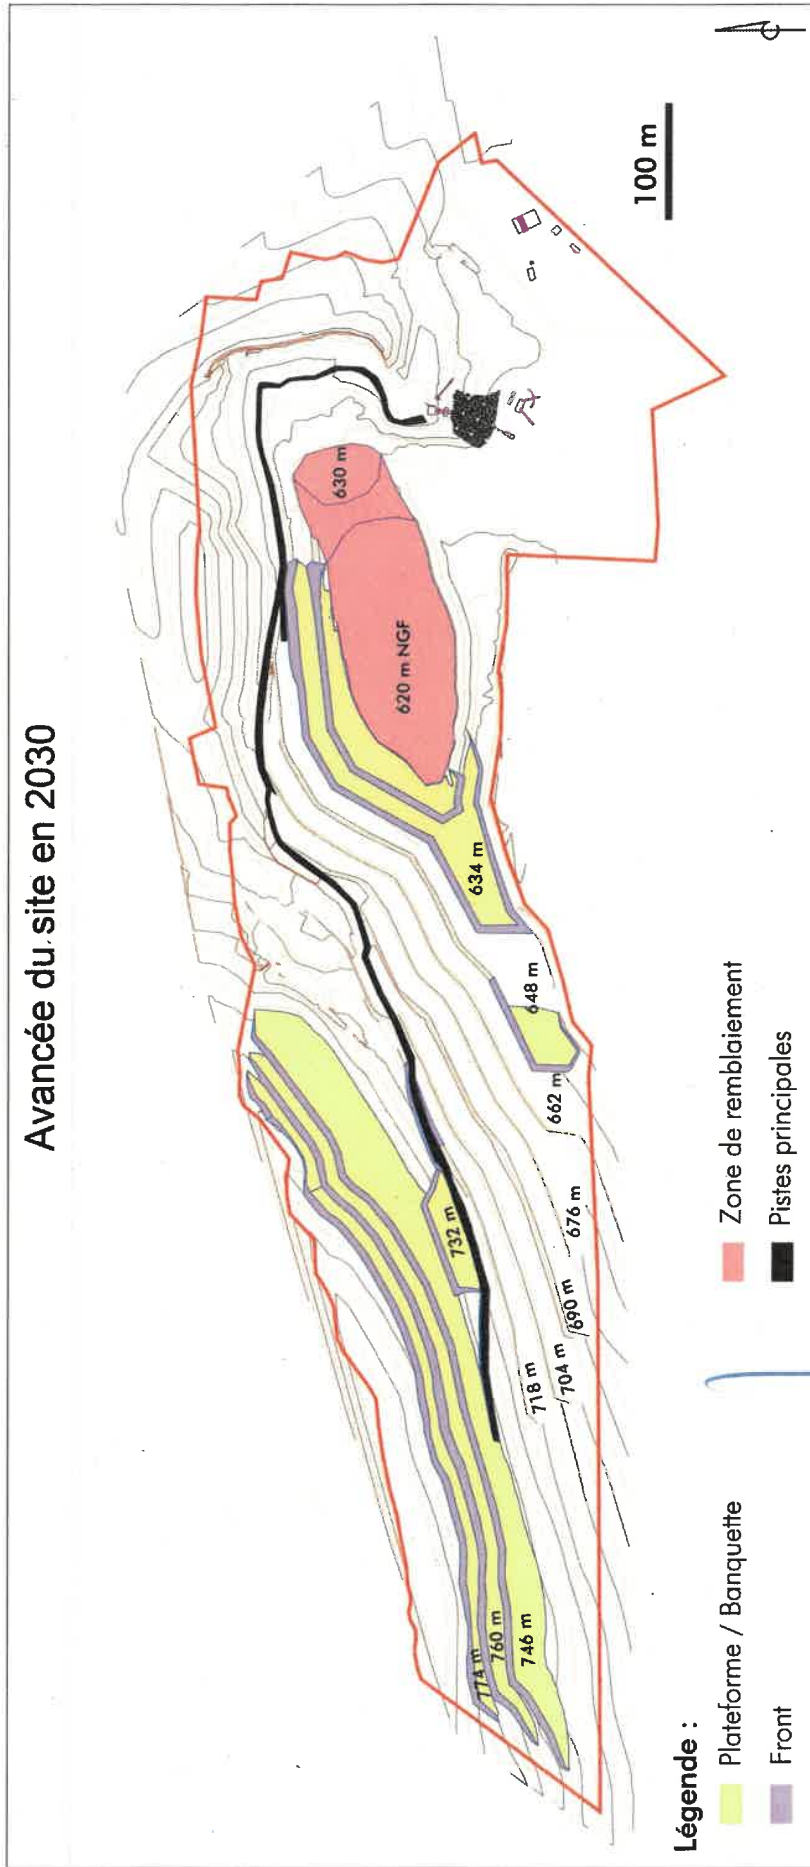 Avancée du site en 2030
630 m
620 m NGF
634 m
648 m
662 m
676 m
690 m
704 m
718 m
732 m
774 m
760 m
746 m
100 m
Légende :
Plateforme / Banquette
Front
Zone de remblaiement
Pistes principales